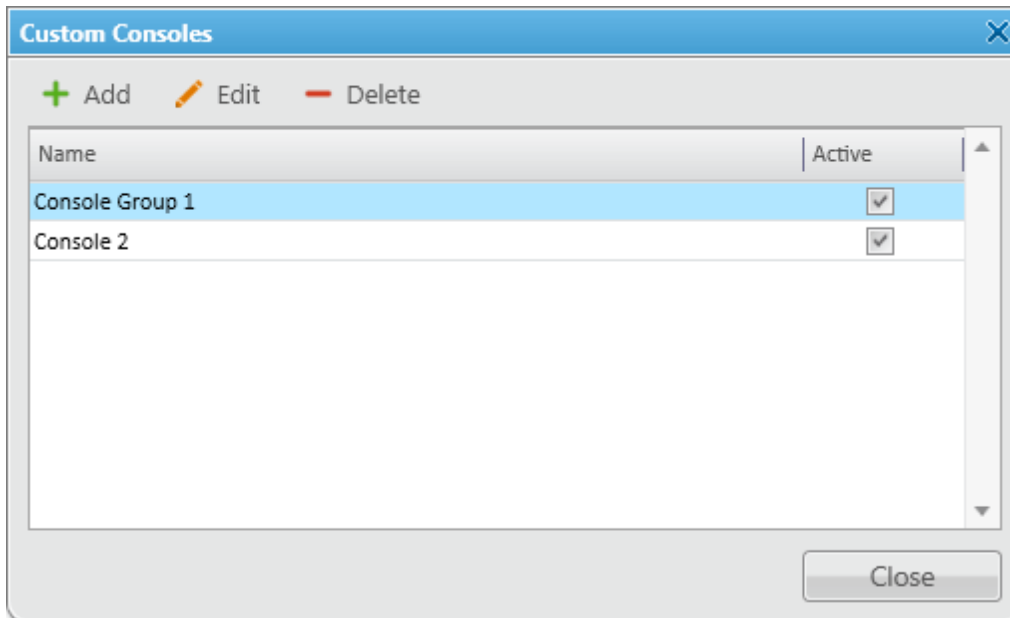 Custom Consoles
Add Edit Delete
Name Active
Console Group 1
Console 2
Close